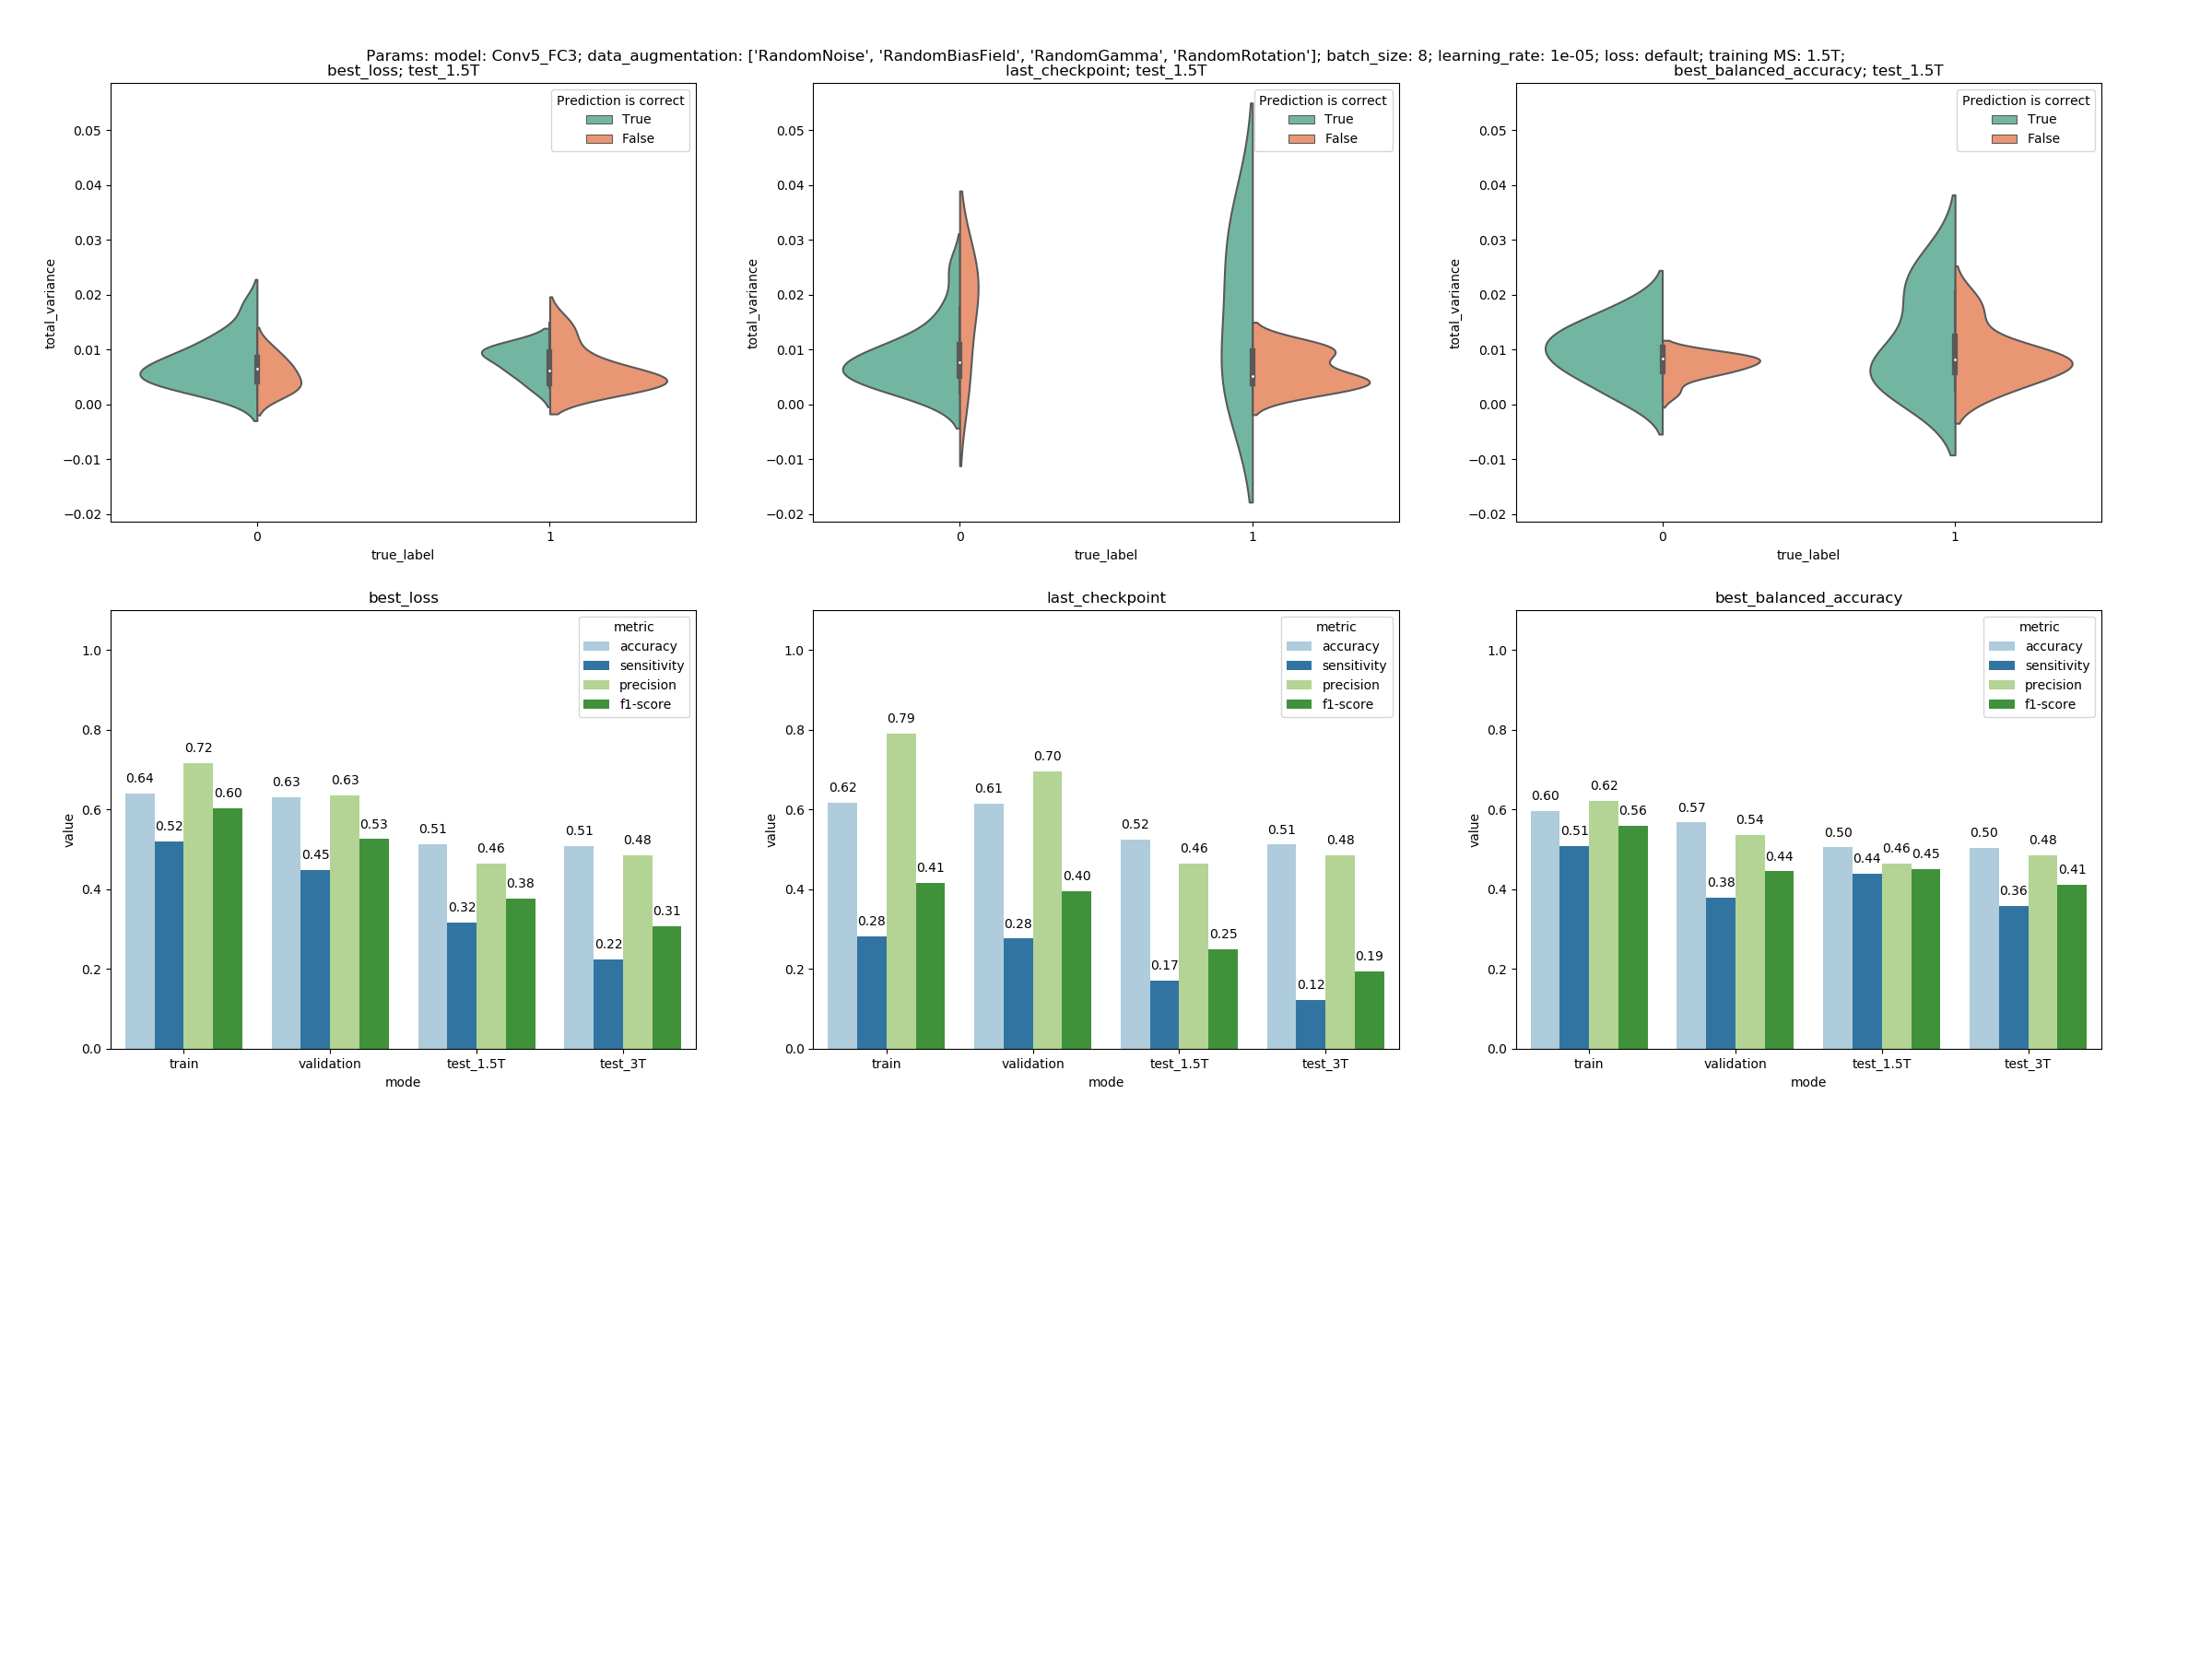 Params: model: Conv5_FC3; data_augmentation: ['RandomNoise', 'RandomBiasField', 'RandomGamma', 'RandomRotation']; batch_size: 8; learning_rate: 1e-05; loss: default; training MS: 1.5T;
best_loss; test_1.5T
Prediction is correct
True
False
total_variance
0.05
0.04
0.03
0.02
0.01
0.00
−0.01
−0.02
0 1
true_label
last_checkpoint; test_1.5T
Prediction is correct
True
False
total_variance
0.05
0.04
0.03
0.02
0.01
0.00
−0.01
−0.02
0 1
true_label
best_balanced_accuracy; test_1.5T
Prediction is correct
True
False
total_variance
0.05
0.04
0.03
0.02
0.01
0.00
−0.01
−0.02
0 1
true_label
best_loss
metric
accuracy
sensitivity
precision
f1-score
value
1.0
0.8
0.6
0.4
0.2
0.0
0.64 0.52 0.72 0.60
0.63 0.45 0.63 0.53
0.51 0.32 0.46 0.38
0.51 0.22 0.48 0.31
train validation test_1.5T test_3T
mode
last_checkpoint
metric
accuracy
sensitivity
precision
f1-score
value
1.0
0.8
0.6
0.4
0.2
0.0
0.62 0.28 0.79 0.41
0.61 0.28 0.70 0.40
0.52 0.17 0.46 0.25
0.51 0.12 0.48 0.19
train validation test_1.5T test_3T
mode
best_balanced_accuracy
metric
accuracy
sensitivity
precision
f1-score
value
1.0
0.8
0.6
0.4
0.2
0.0
0.60 0.51 0.62 0.56
0.57 0.38 0.54 0.44
0.50 0.44 0.46 0.45
0.50 0.36 0.48 0.41
train validation test_1.5T test_3T
mode